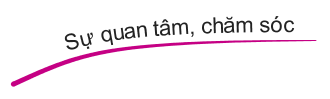 Sự quan tâm, chăm sóc